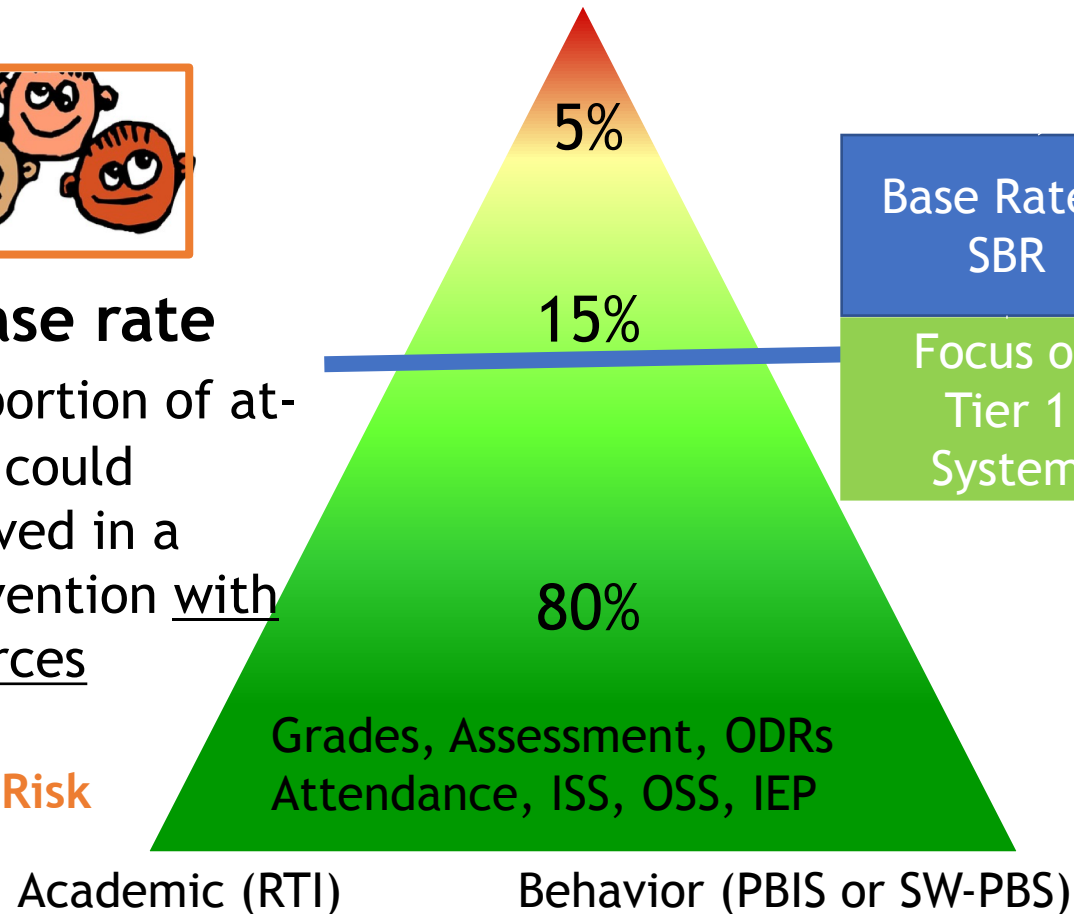 5%
Base Rate
SBR
ase rate
15%
Focus o
Tier 1
System
portion of at-
could
ved in a
vention with
80%
rces
Grades, Assessment, ODRs
Risk
Attendance, ISS, OSS, IEP
Academic (RTI)
Behavior (PBIS or SW-PBS)